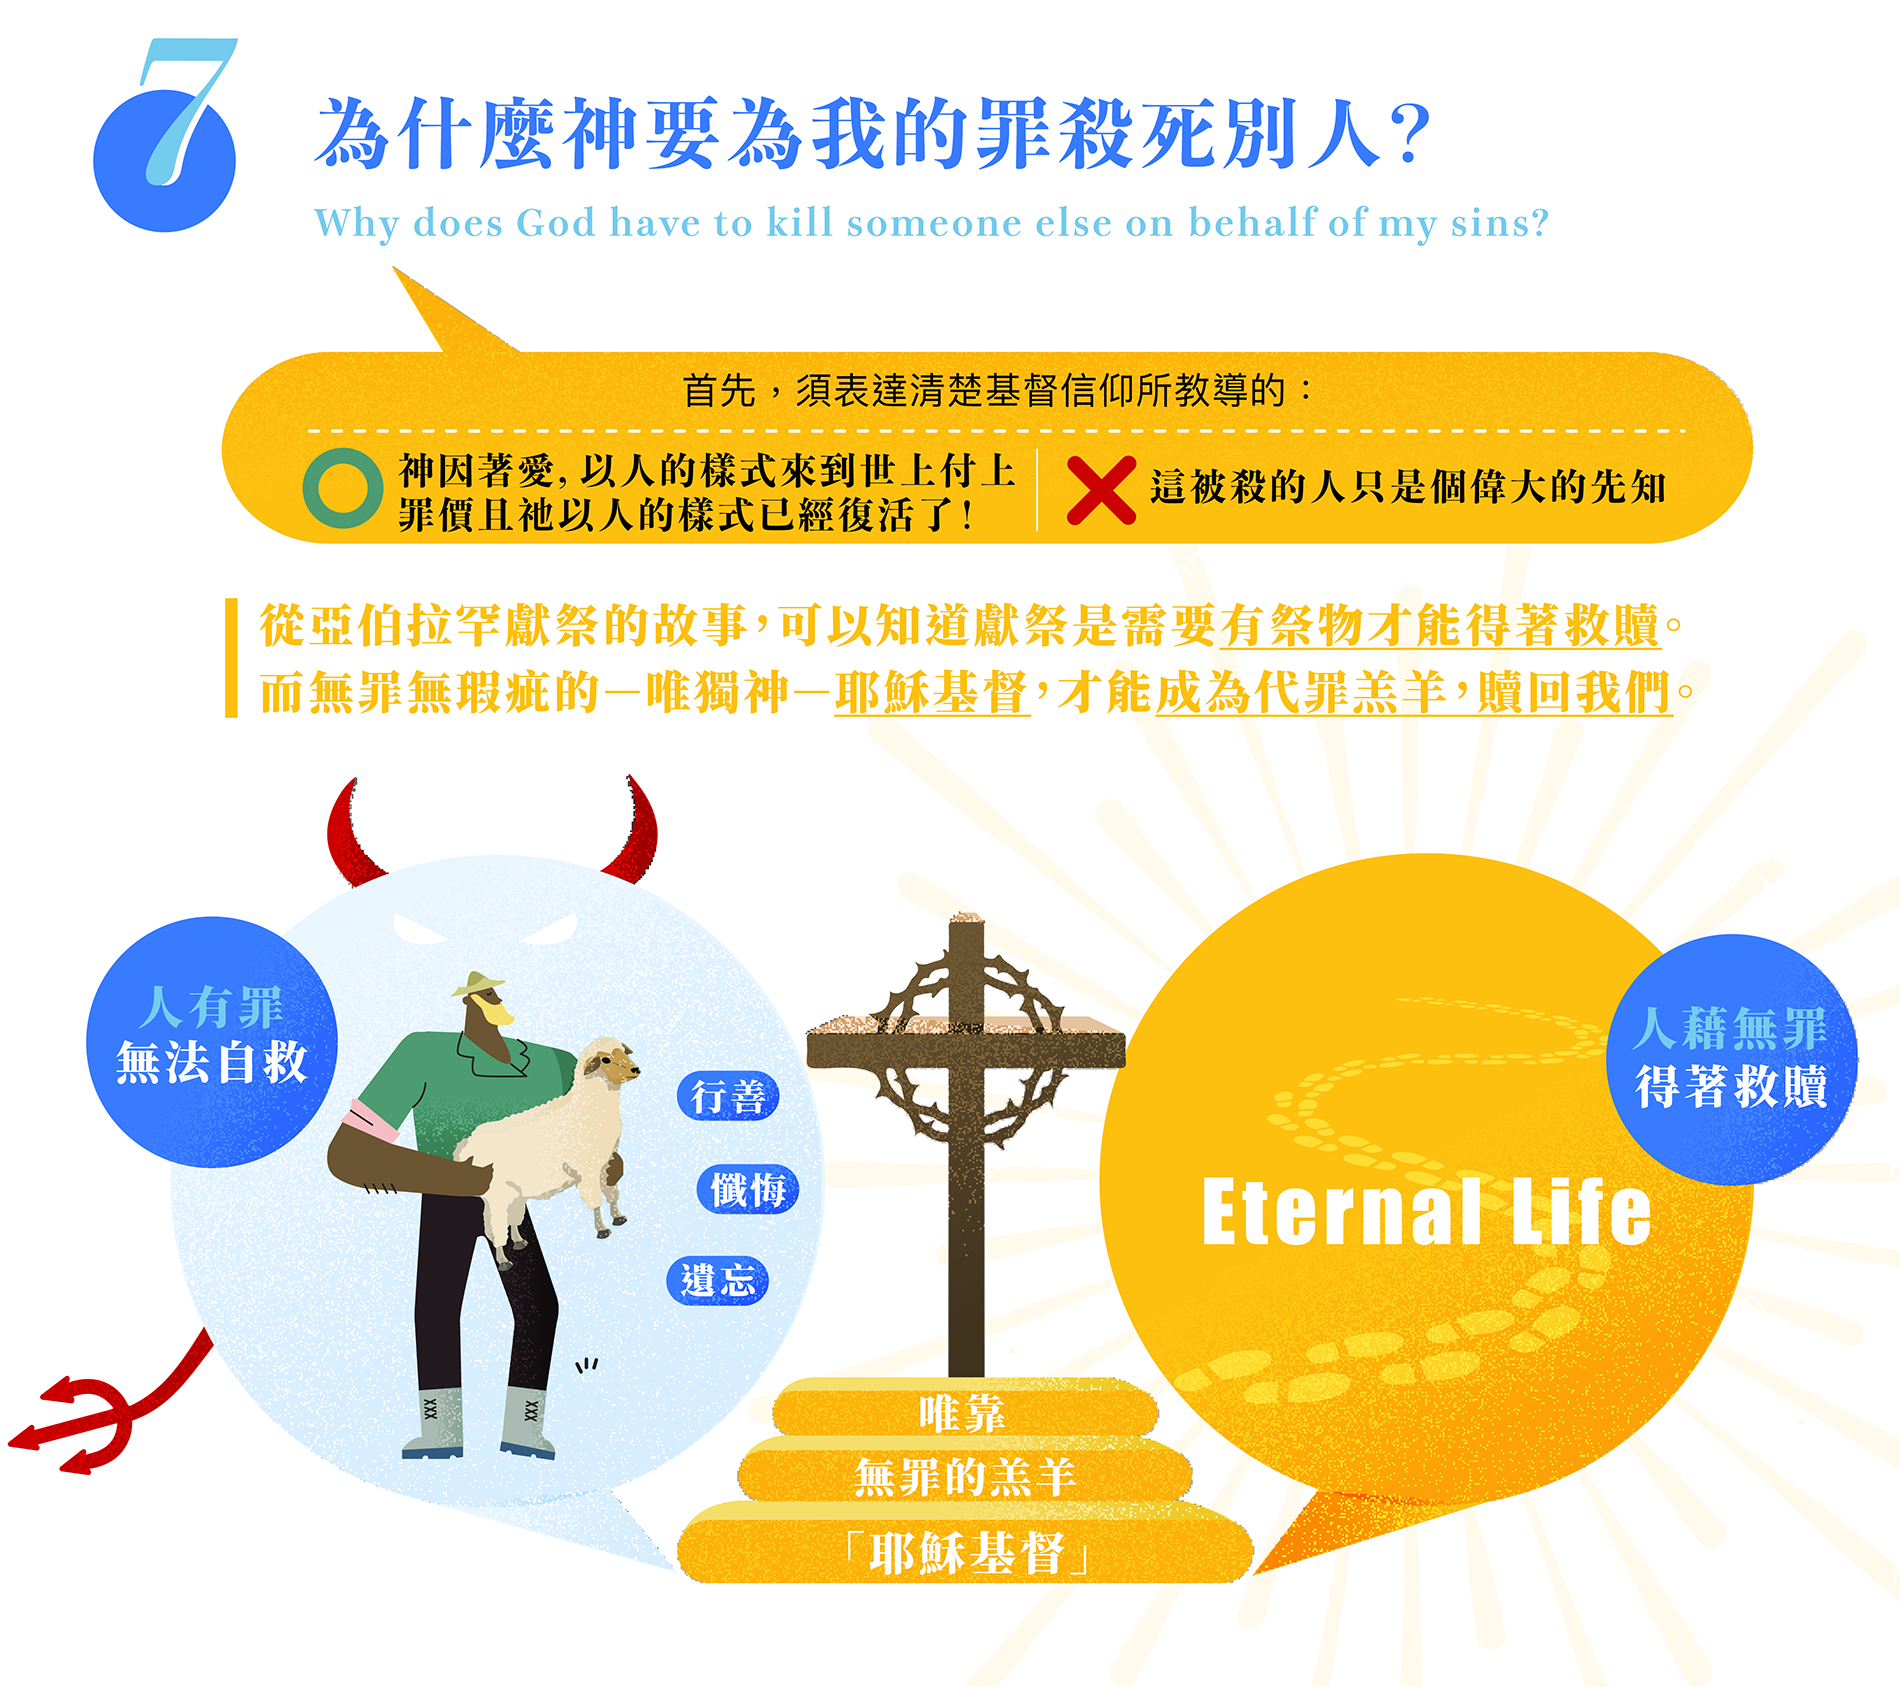 7
為什麼神要為我的罪殺死別人？
Why does God have to kill someone else on behalf of my sins?
首先，須表達清楚基督信仰所教導的：
神因著愛，以人的樣式來到世上付上
罪價且祂以人的樣式已經復活了！
這被殺的人只是個偉大的先知
從亞伯拉罕獻祭的故事，可以知道獻祭是需要有祭物才能得著救贖。
而無罪無瑕疵的—唯獨神—耶穌基督，才能成為代罪羔羊，贖回我們。
人有罪
無法自救
行善
懺悔
遺忘
人藉無罪
得著救贖
Eternal Life
唯靠
無罪的羔羊
「耶穌基督」